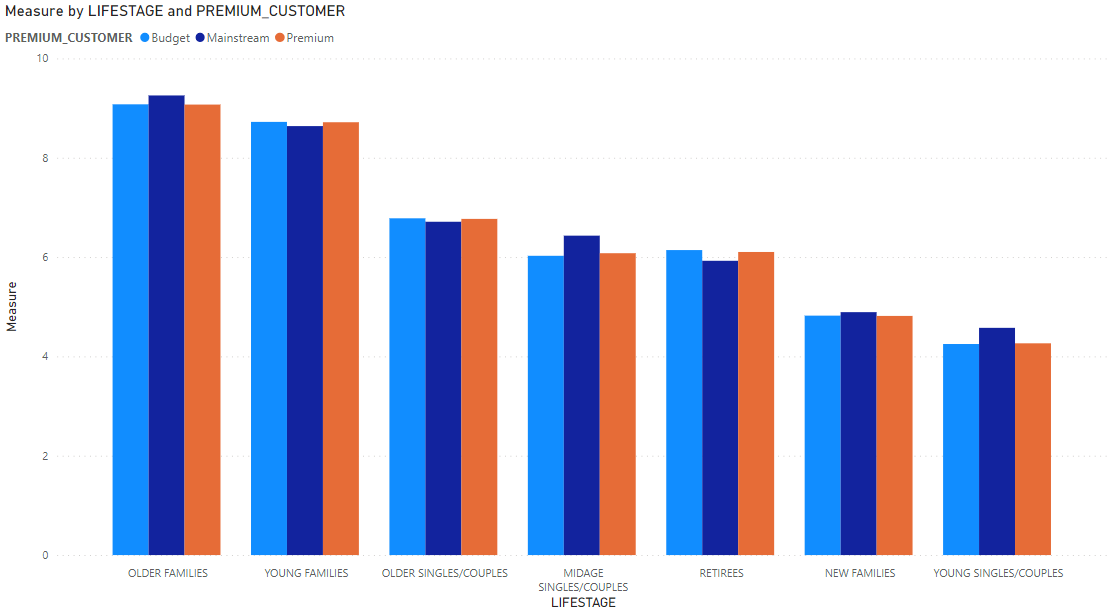 Measure by LIFESTAGE and PREMIUM_CUSTOMER
PREMIUM_CUSTOMER Budget Mainstream Premium
10
8
6
4
2
0
Measure
OLDER FAMILIES YOUNG FAMILIES OLDER SINGLES/COUPLES MIDAGE RETIREES NEW FAMILIES YOUNG SINGLES/COUPLES
SINGLES/COUPLES
LIFESTAGE